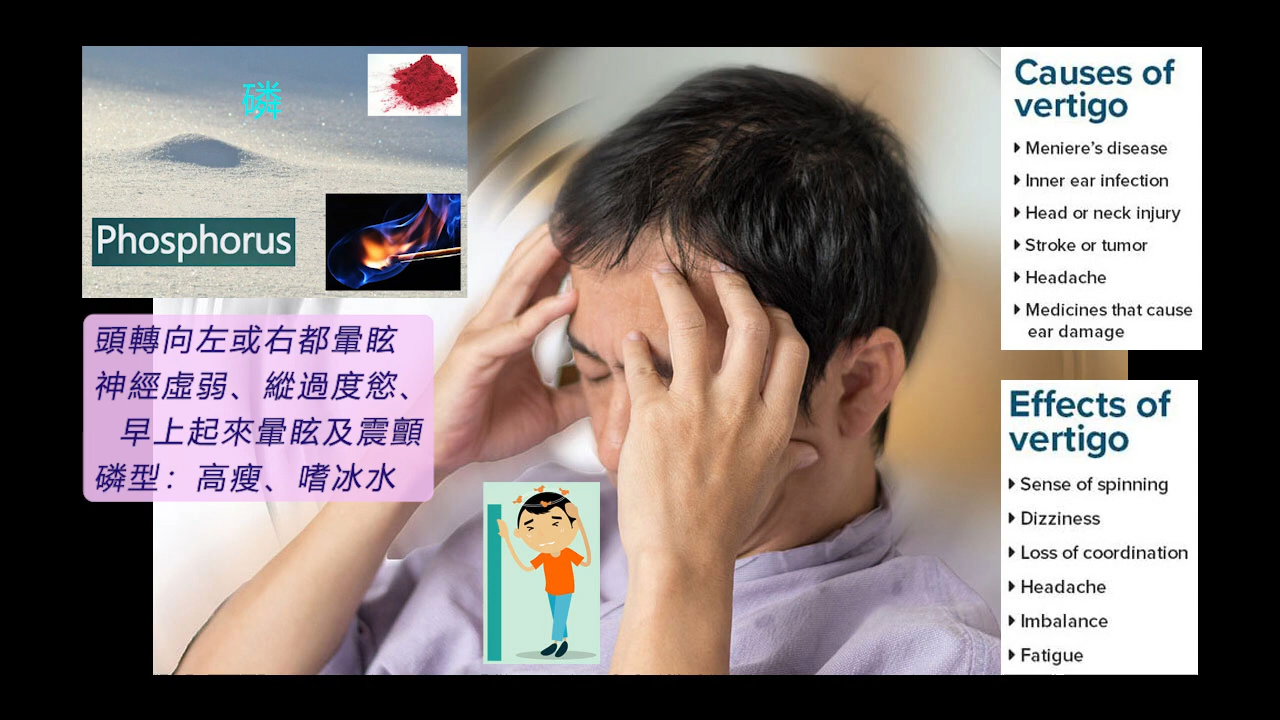 磷
Phosphorus
頭轉向左或右都暈眩
神經虛弱、縱過度慾、
早上起來暈眩及震顫
磷型：高瘦、嗜冰水
Causes of
vertigo
Meniere's disease
Inner ear infection
Head or neck injury
Stroke or tumor
Headache
Medicines that cause
ear damage
Effects of
vertigo
Sense of spinning
Dizziness
Loss of coordination
Headache
Imbalance
Fatigue